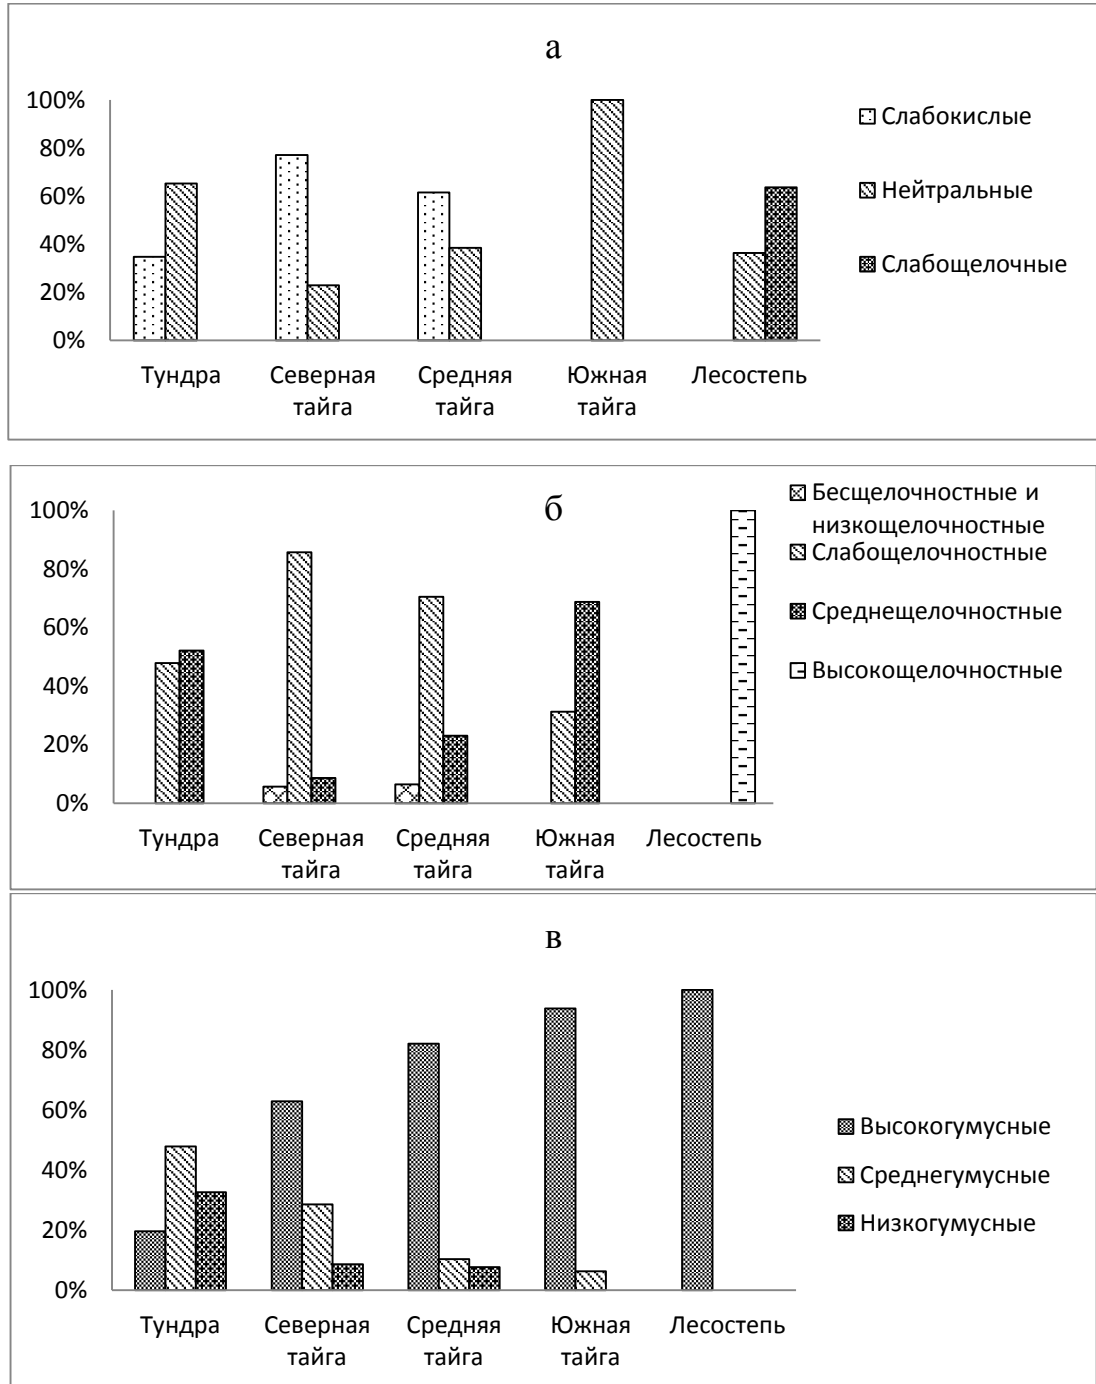 а
100%
80%
60%
40%
20%
0%
Тундра
Северная
тайга
Средняя
тайга
Южная
тайга
Лесостепь
Слабокислые
Нейтральные
Слабощелочные
б
100%
80%
60%
40%
20%
0%
Тундра
Северная
тайга
Средняя
тайга
Южная
тайга
Лесостепь
Бесщелочностные и
низкощелочностные
Слабощелочностные
Среднещелочностные
Высокощелочностные
в
100%
80%
60%
40%
20%
0%
Тундра
Северная
тайга
Средняя
тайга
Южная
тайга
Лесостепь
Высокогумусные
Среднегумусные
Низкогумусные